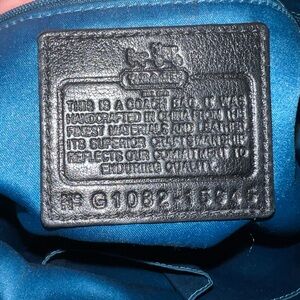 COACH
THIS IS A COACH BAG. IT WAS
HANDCRAFTED IN CHINA FROM THE
FINEST MATERIALS AND LEATHER.
ITS SUPERIOR CRAFTSMANSHIP
REFLECTS OUR COMMITMENT TO
ENDURING QUALITY.
Nº G1082-